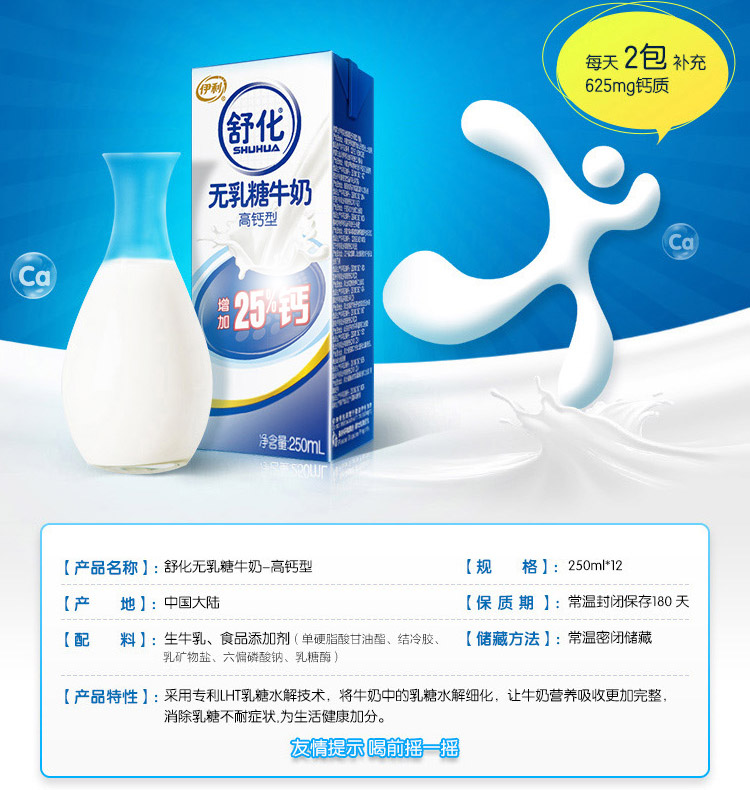 每天 2包 补充
625mg钙质
伊利
舒化
SHUHUA
无乳糖牛奶
高钙型
增加 25%钙
净含量:250mL
Ca
Ca
【产品名称】: 舒化无乳糖牛奶-高钙型
【规 格】: 250ml*12
【产 地】: 中国大陆
【保 质 期】: 常温封闭保存180 天
【配 料】: 生牛乳、食品添加剂（单硬脂酸甘油酯、结冷胶、
乳矿物盐、六偏磷酸钠、乳糖酶）
【储藏方法】: 常温密闭储藏
【产品特性】: 采用专利LHT乳糖水解技术，将牛奶中的乳糖水解细化，让牛奶营养吸收更加完整，
消除乳糖不耐症状,为生活健康加分。
友情提示 喝前摇一摇